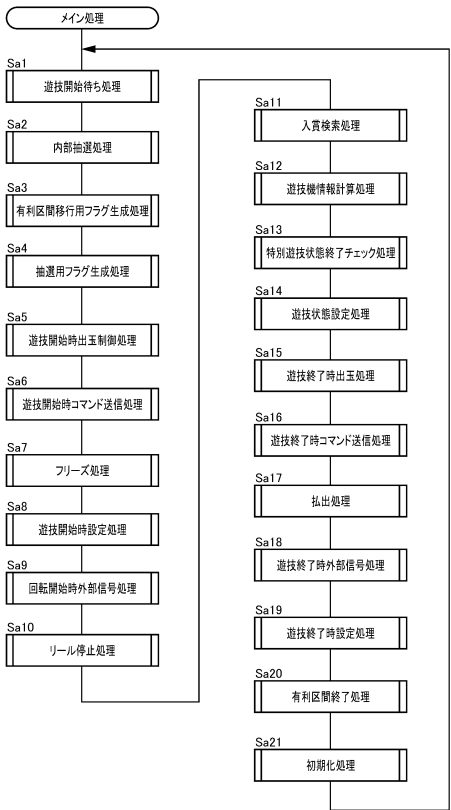 メイン処理
Sa1
遊技開始待ち処理
Sa2
内部抽選処理
Sa3
有利区間移行用フラグ生成処理
Sa4
抽選用フラグ生成処理
Sa5
遊技開始時出玉制御処理
Sa6
遊技開始時コマンド送信処理
Sa7
フリーズ処理
Sa8
遊技開始時設定処理
Sa9
回転開始時外部信号処理
Sa10
リール停止処理
Sa11
入賞検索処理
Sa12
遊技機情報計算処理
Sa13
特別遊技状態終了チェック処理
Sa14
遊技状態設定処理
Sa15
遊技終了時出玉処理
Sa16
遊技終了時コマンド送信処理
Sa17
払出処理
Sa18
遊技終了時外部信号処理
Sa19
遊技終了時設定処理
Sa20
有利区間終了処理
Sa21
初期化処理